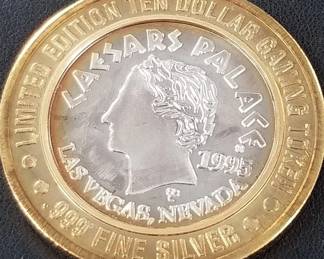 LIMITED EDITION TEN DOLLAR GAMING TOKEN
.999 FINE SILVER
CAESARS PALACE
1995
LAS VEGAS, NEVADA